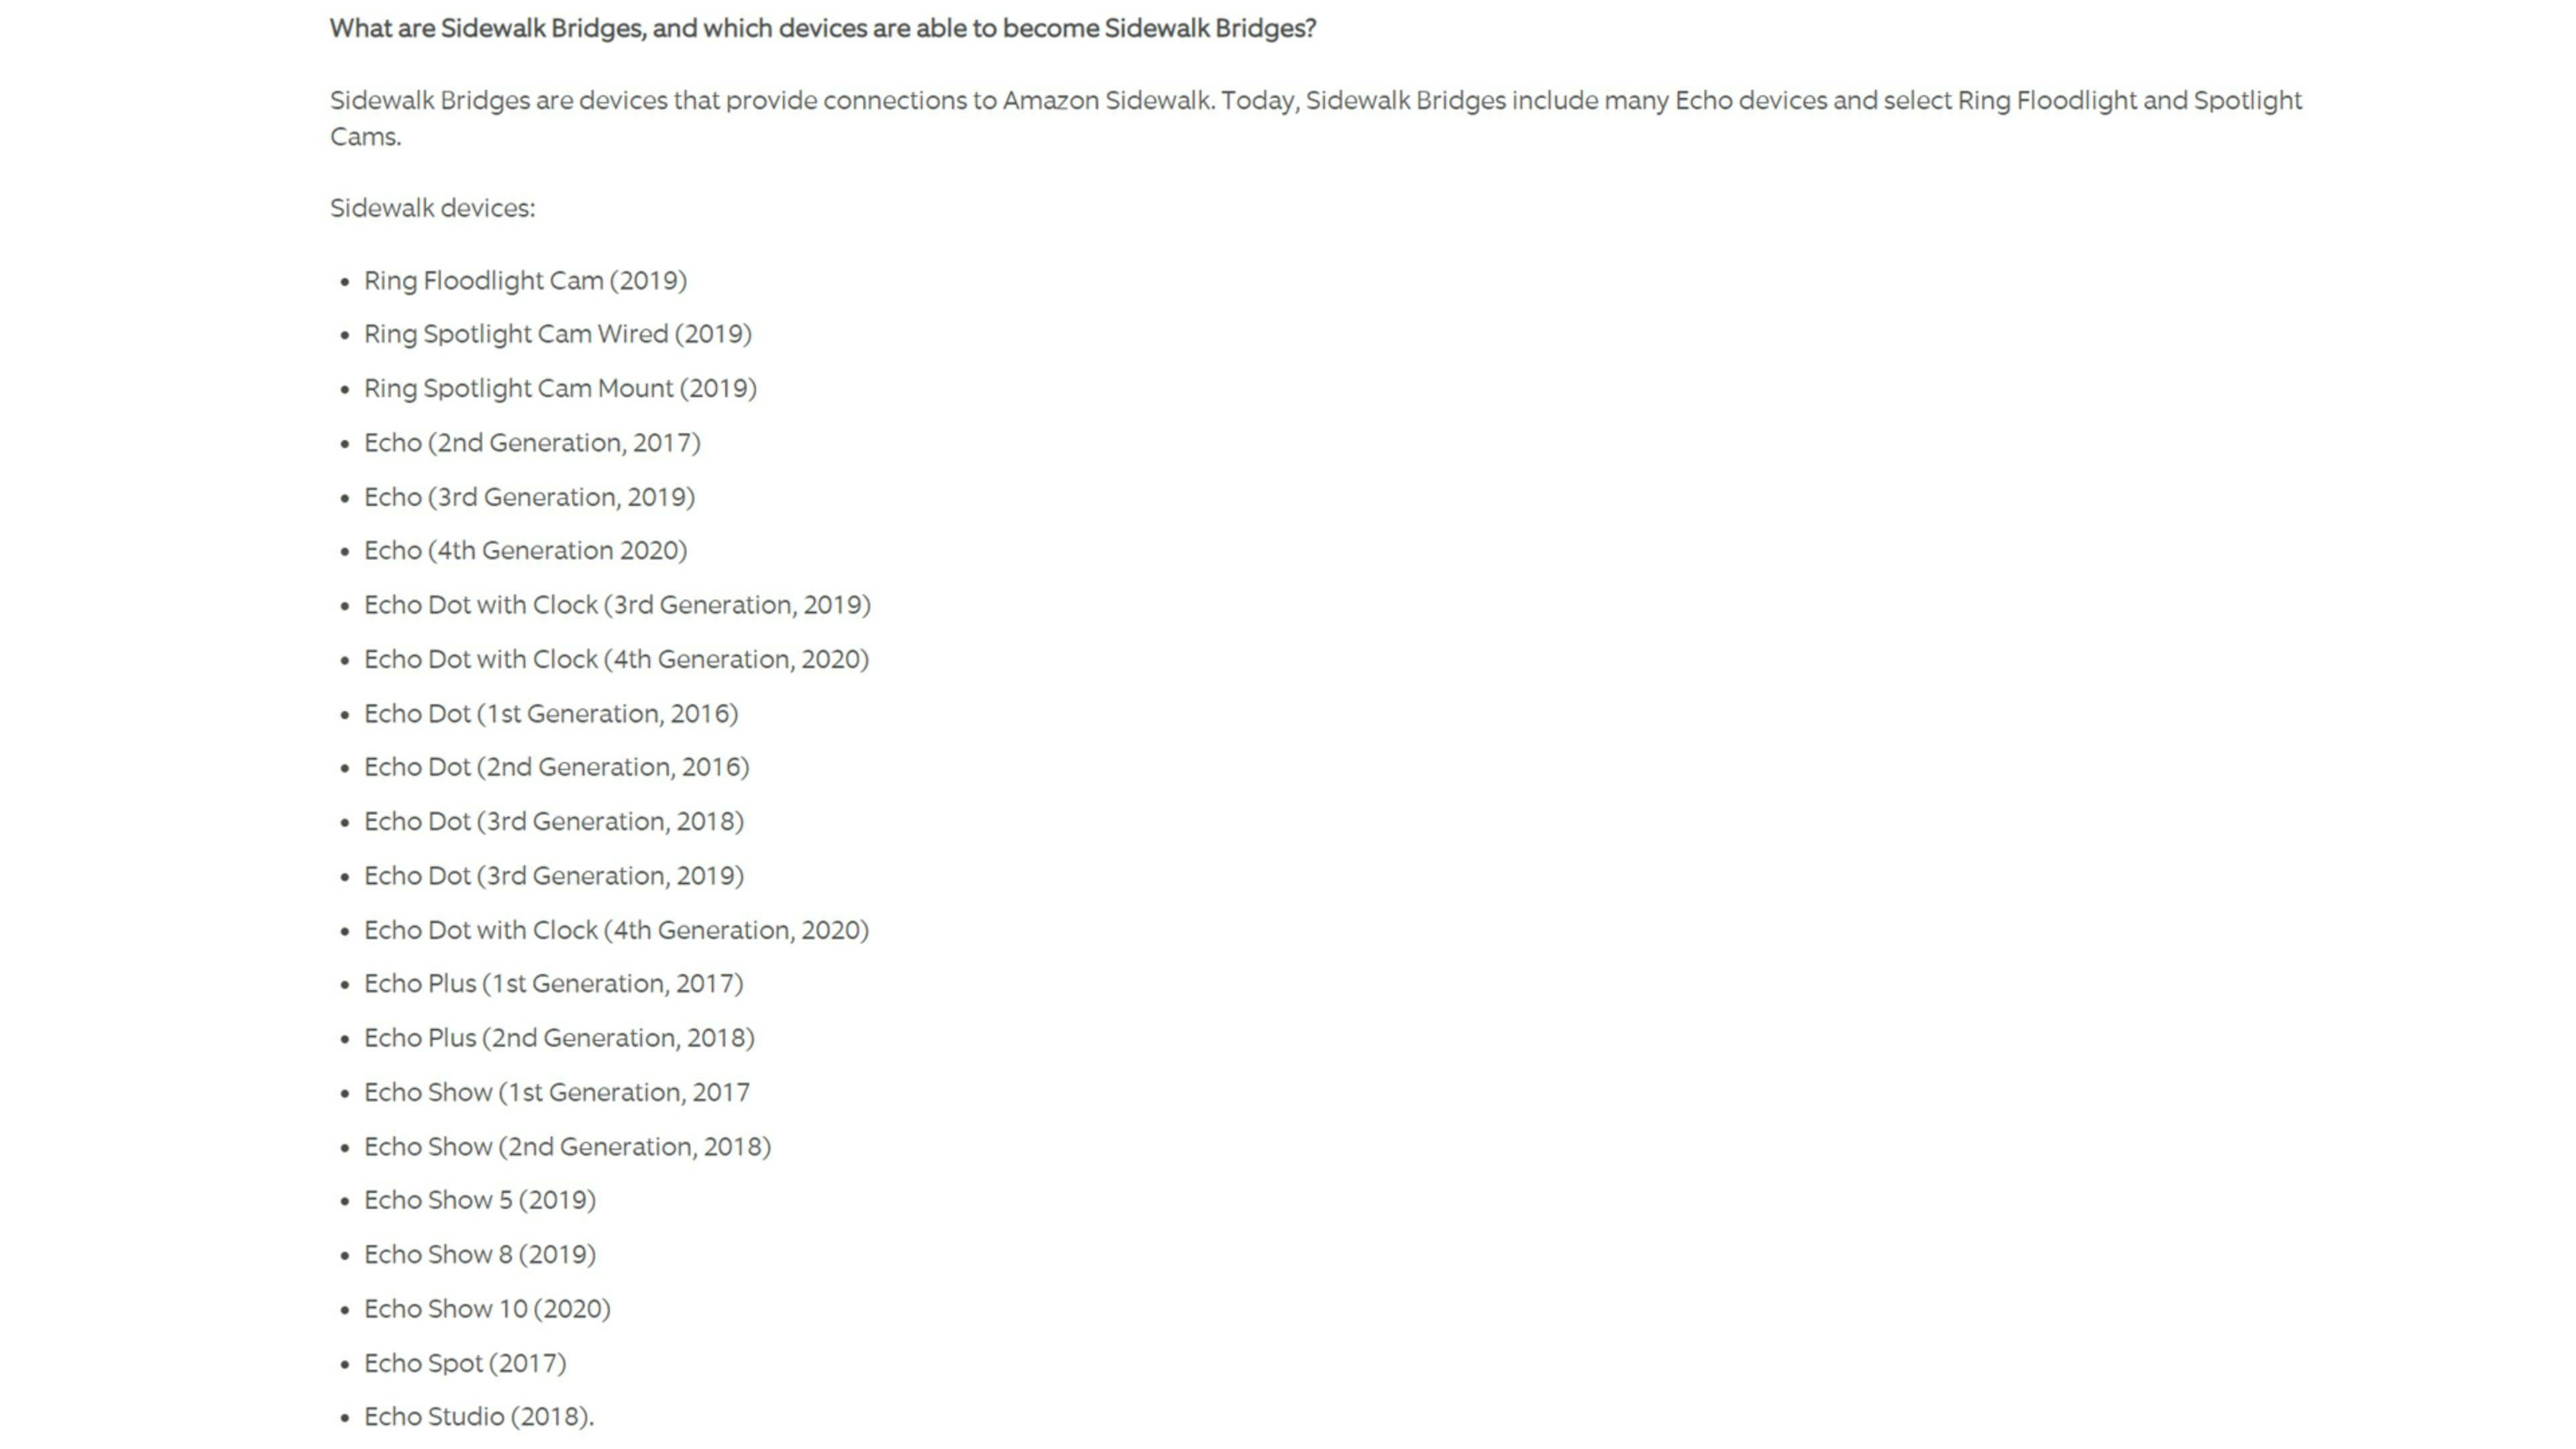 What are Sidewalk Bridges, and which devices are able to become Sidewalk Bridges?
Sidewalk Bridges are devices that provide connections to Amazon Sidewalk. Today, Sidewalk Bridges include many Echo devices and select Ring Floodlight and Spotlight
Cams.
Sidewalk devices:
• Ring Floodlight Cam (2019)
• Ring Spotlight Cam Wired (2019)
• Ring Spotlight Cam Mount (2019)
• Echo (2nd Generation, 2017)
• Echo (3rd Generation, 2019)
• Echo (4th Generation 2020)
• Echo Dot with Clock (3rd Generation, 2019)
• Echo Dot with Clock (4th Generation, 2020)
• Echo Dot (1st Generation, 2016)
• Echo Dot (2nd Generation, 2016)
• Echo Dot (3rd Generation, 2018)
• Echo Dot (3rd Generation, 2019)
• Echo Dot with Clock (4th Generation, 2020)
• Echo Plus (1st Generation, 2017)
• Echo Plus (2nd Generation, 2018)
• Echo Show (1st Generation, 2017
• Echo Show (2nd Generation, 2018)
• Echo Show 5 (2019)
• Echo Show 8 (2019)
• Echo Show 10 (2020)
• Echo Spot (2017)
• Echo Studio (2018).